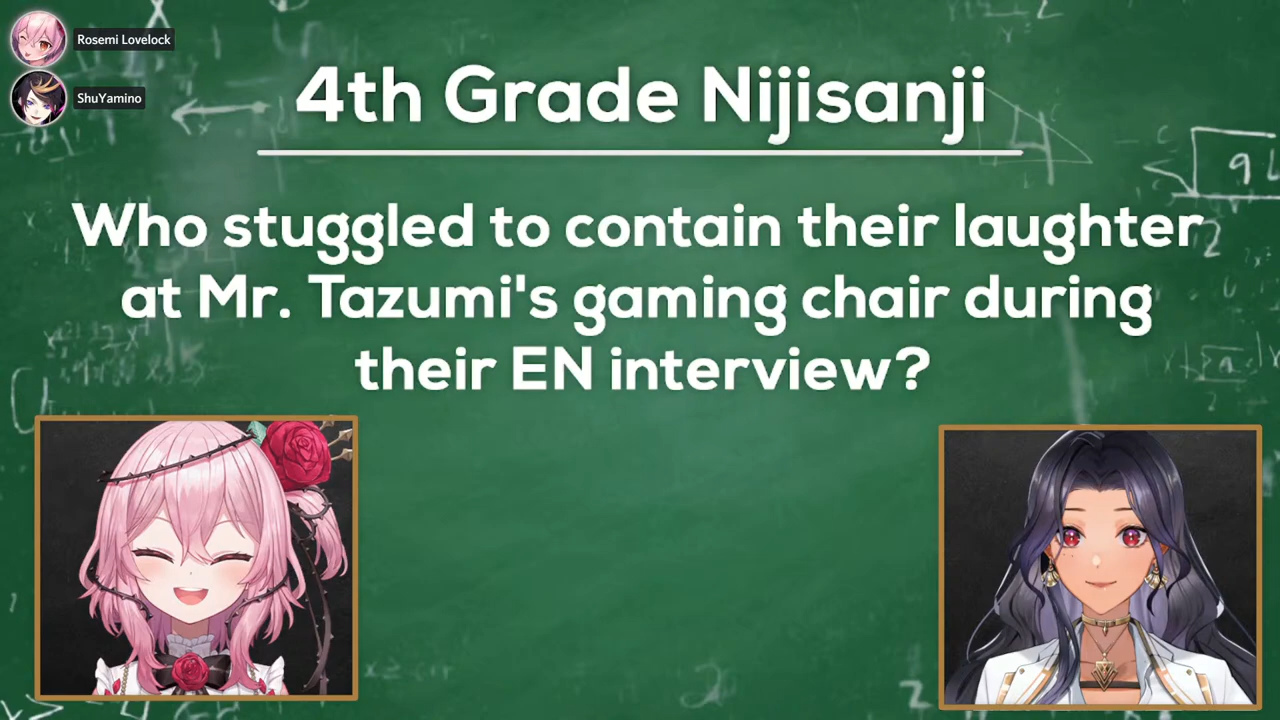 Rosemi Lovelock
ShuYamino
4th Grade Nijisanji
Who stuggled to contain their laughter
at Mr. Tazumi's gaming chair during
their EN interview?